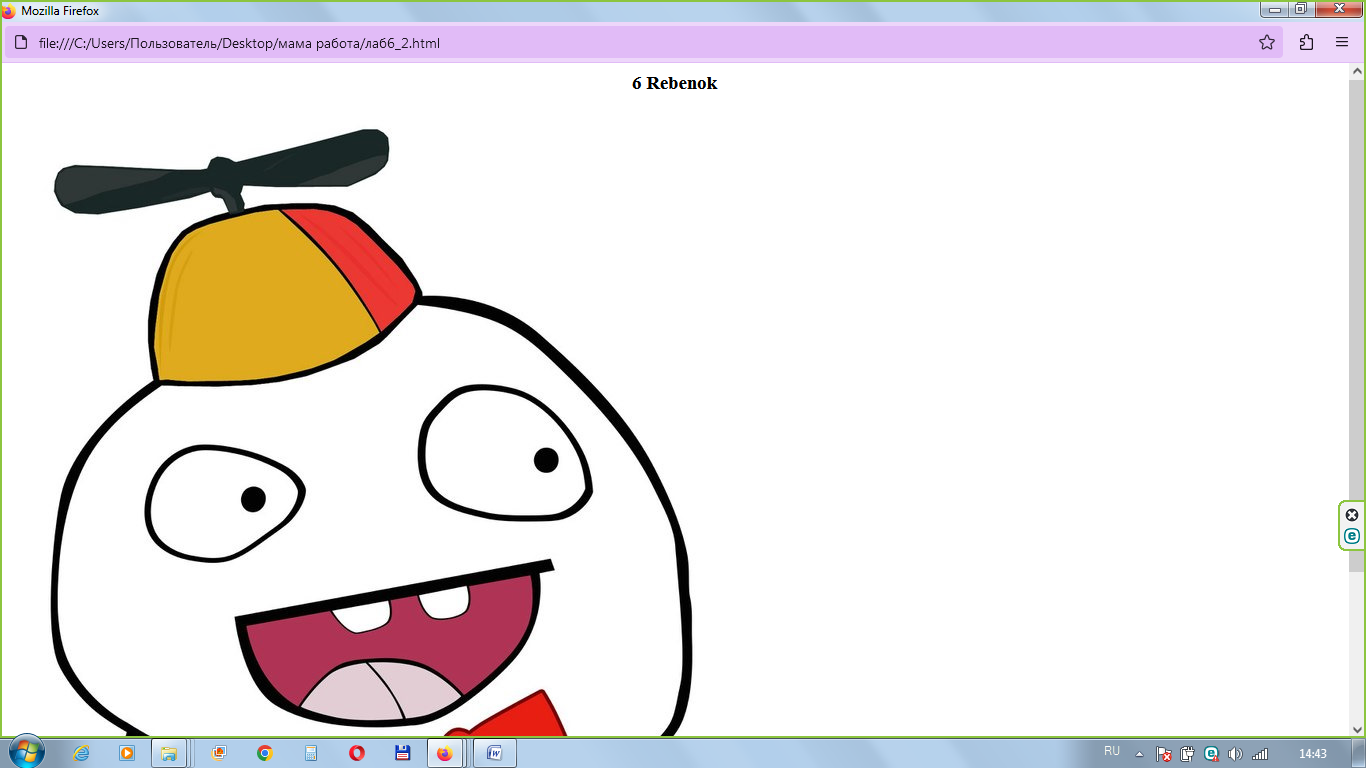 Mozilla Firefox
file:///C:/Users/Пользователь/Desktop/мама работа/лаб6_2.html
6 Rebenok
RU
14:43